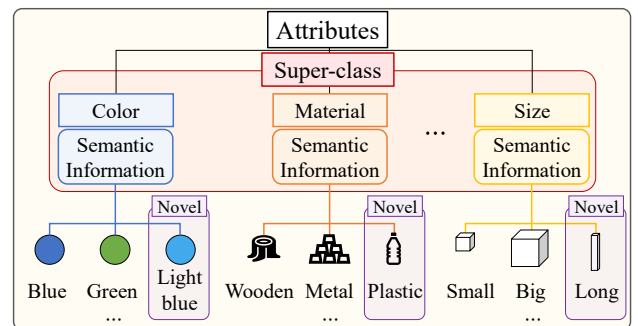 Attributes
Super-class
Color
Material
Size
...
Semantic
Information
Semantic
Information
Semantic
Information
Novel
Novel
Novel
Blue
Green
Light
blue
...
Wooden
Metal
Plastic
...
Small
Big
Long
...